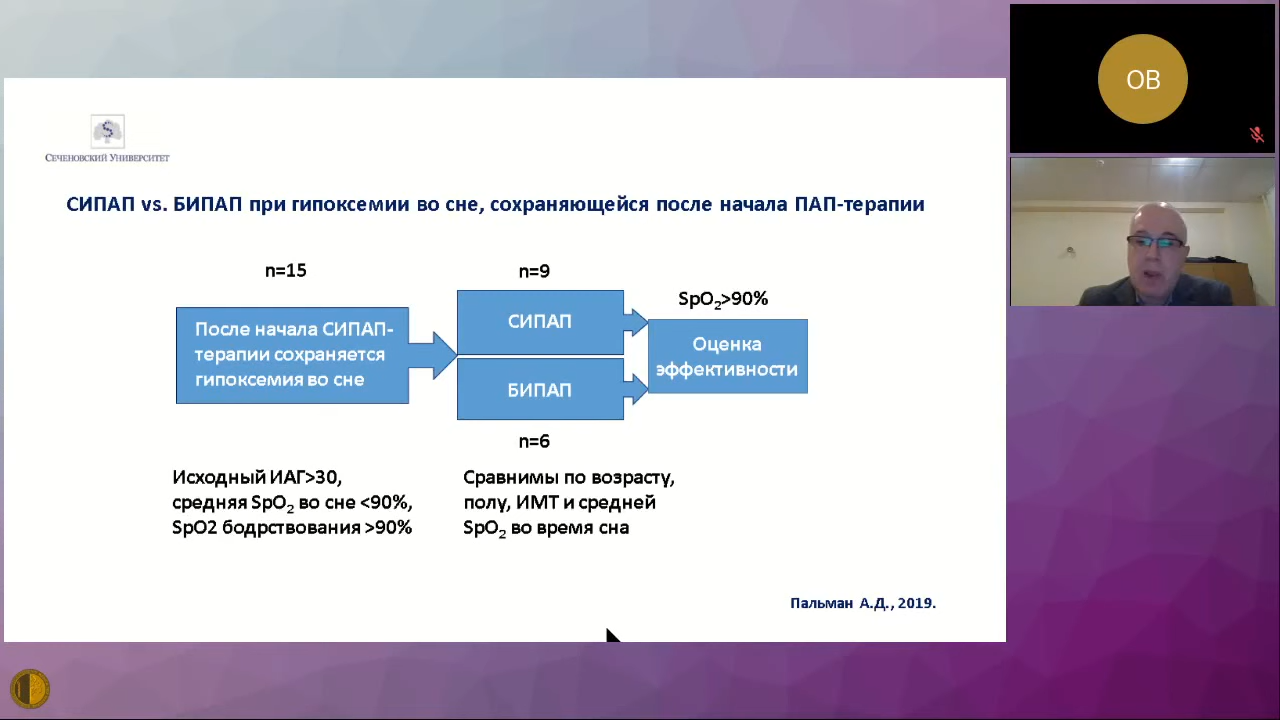 СЕЧЕНОВСКИЙ УНИВЕРСИТЕТ
СИПАП vs. БИПАП при гипоксемии во сне, сохраняющейся после начала ПАП-терапии
n=15
После начала СИПАП-
терапии сохраняется
гипоксемия во сне
n=9
СИПАП
БИПАП
n=6
SpO₂>90%
Оценка
эффективности
Исходный ИАГ>30,
средняя SpO₂ во сне <90%,
SpO2 бодрствования >90%
Сравнимы по возрасту,
полу, ИМТ и средней
SpO₂ во время сна
Пальман А.Д., 2019.
ОВ